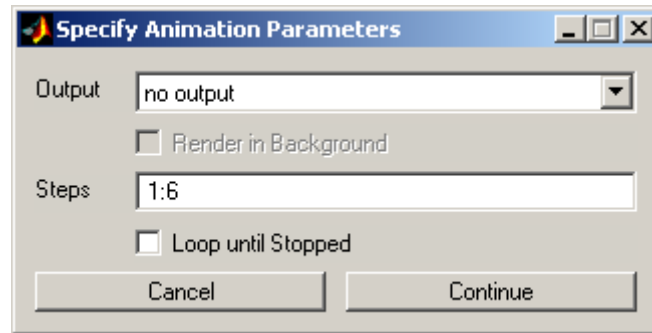 Specify Animation Parameters
Output no output
Render in Background
Steps 1:6
Loop until Stopped
Cancel Continue